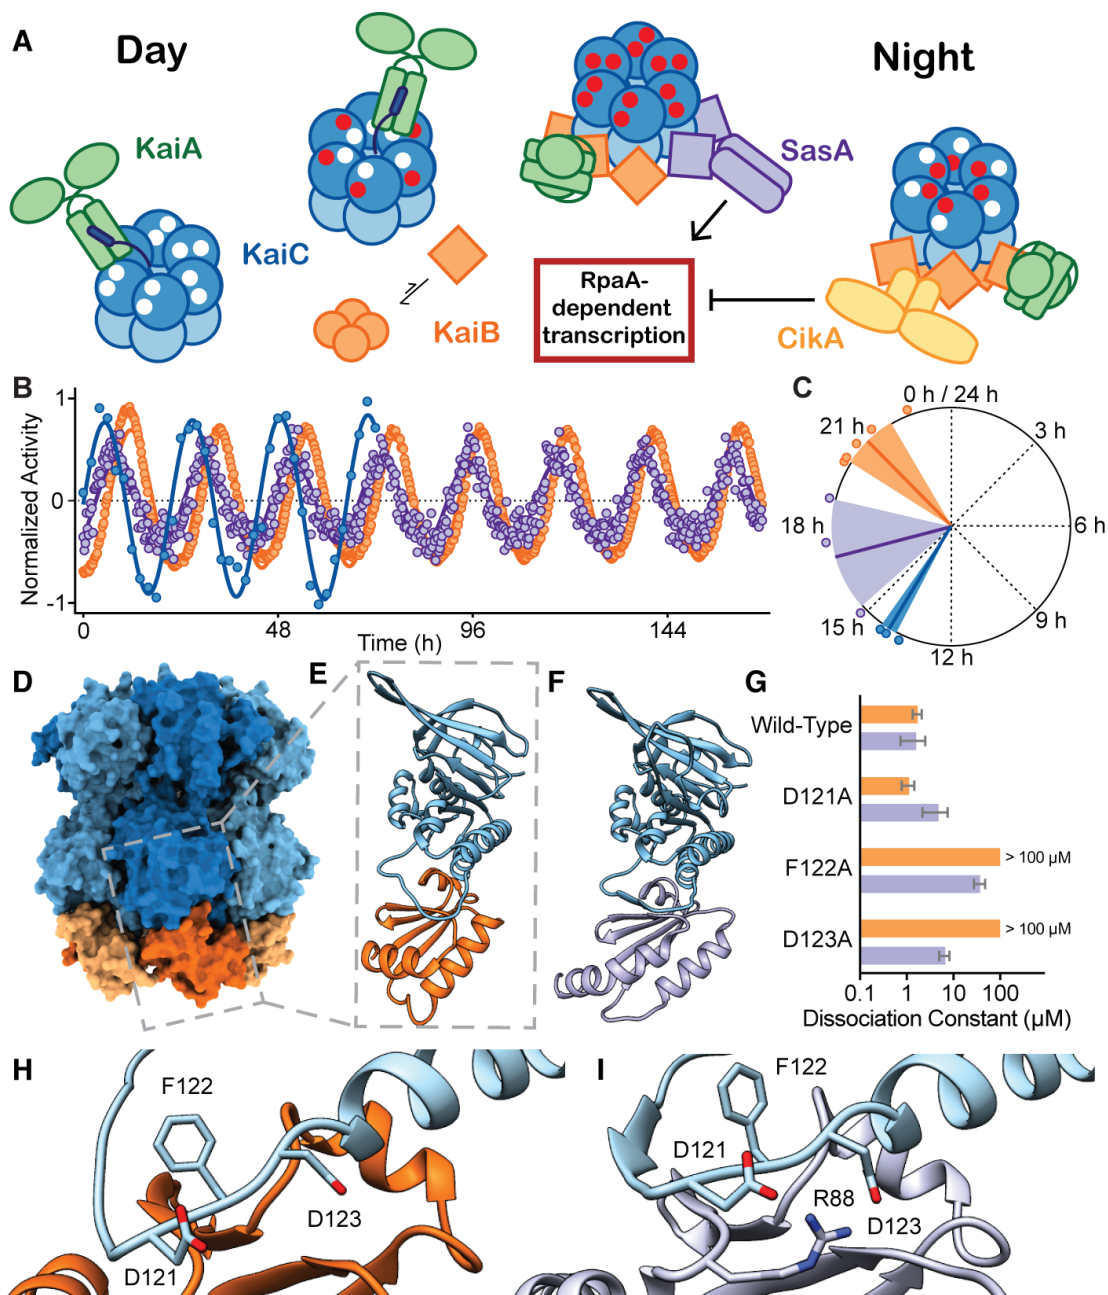 A
Day
Night
KaiA
SasA
KaiC
RpaA-
dependent
transcription
KaiB
CikA
B
Normalized Activity
1
0
-1
0
48
96
144
Time (h)
C
0 h / 24 h
21 h
3 h
18 h
6 h
15 h
9 h
12 h
D
E
F
G
Wild-Type
D121A
F122A
> 100 µM
D123A
> 100 µM
0.1
1
10
100
Dissociation Constant (µM)
H
F122
D123
D121
I
F122
D121
R88
D123